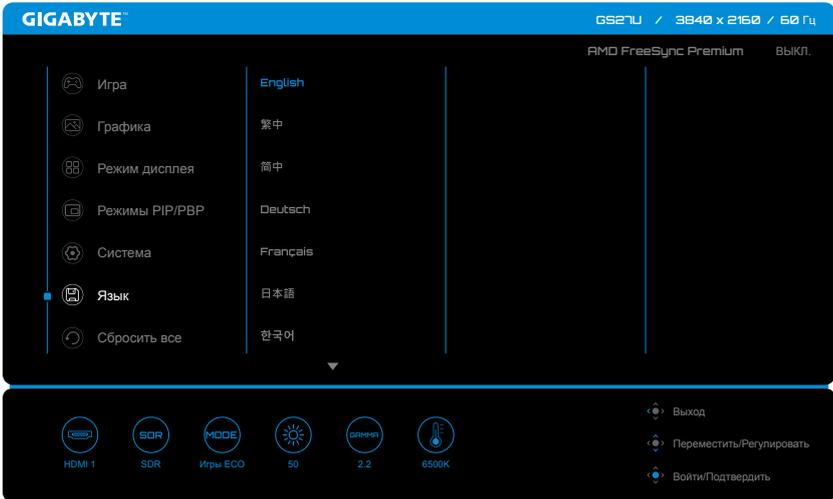 GIGABYTE™
GS27U / 3840 x 2160 / 60 Гц
AMD FreeSync Premium ВЫКЛ.
Игра
Графика
Режим дисплея
Режимы PIP/PBP
Система
Язык
Сбросить все
English
繁中
简中
Deutsch
Français
日本語
한국어
SDR
MODE
GAMMA
HDMI 1
SDR
Игры ECO
50
2.2
6500K
Выход
Переместить/Регулировать
Войти/Подтвердить